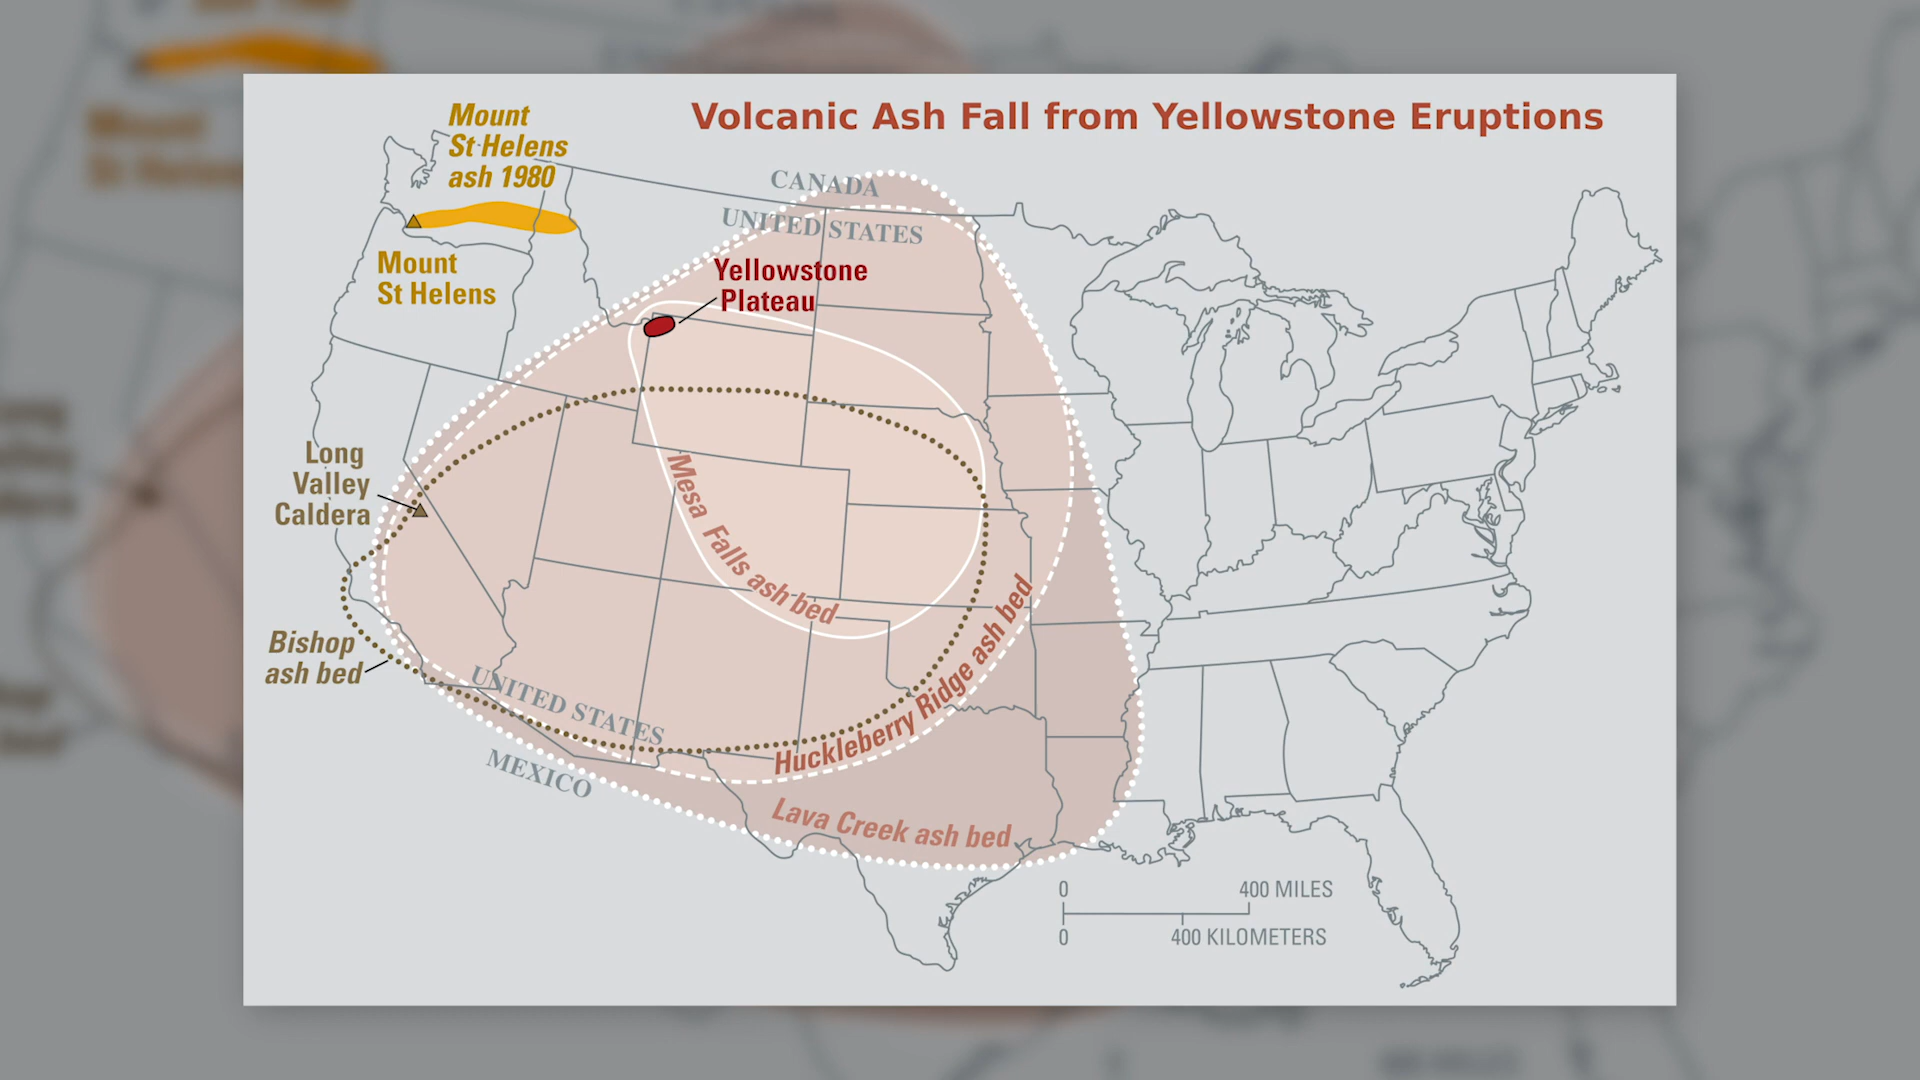 Volcanic Ash Fall from Yellowstone Eruptions
Mount
St Helens
ash 1980
Mount
St Helens
CANADA
UNITED STATES
Yellowstone
Plateau
Long
Valley
Caldera
Mesa Falls ash bed
Bishop
ash bed
Huckleberry Ridge ash bed
UNITED STATES
MEXICO
Lava Creek ash bed
0 400 MILES
0 400 KILOMETERS